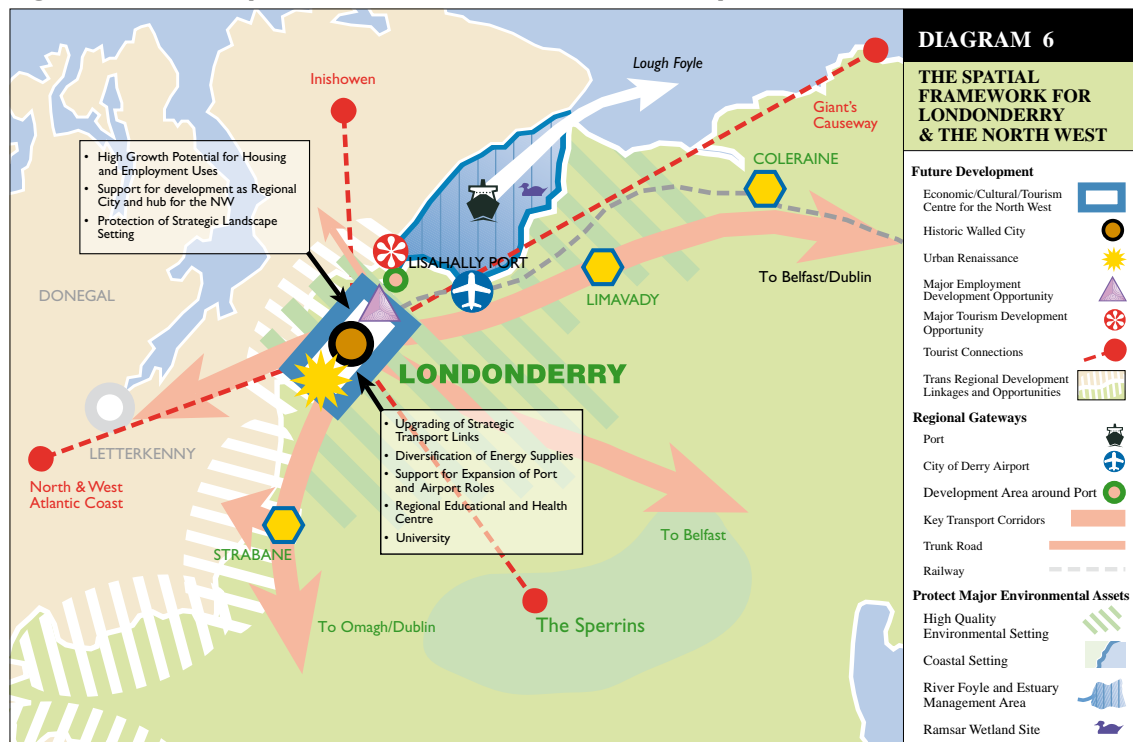 Lough Foyle
Inishowen
Giant's
Causeway
COLERAINE
• High Growth Potential for Housing
and Employment Uses
• Support for development as Regional
City and hub for the NW
• Protection of Strategic Landscape
Setting
LISAHALLY PORT
To Belfast/Dublin
LIMAVADY
DONEGAL
LONDONDERRY
LETTERKENNY
North & West
Atlantic Coast
• Upgrading of Strategic
Transport Links
• Diversification of Energy Supplies
• Support for Expansion of Port
and Airport Roles
• Regional Educational and Health
Centre
• University
STRABANE
To Belfast
To Omagh/Dublin
The Sperrins
DIAGRAM 6
THE SPATIAL
FRAMEWORK FOR
LONDONDERRY
& THE NORTH WEST
Future Development
Economic/Cultural/Tourism
Centre for the North West
Historic Walled City
Urban Renaissance
Major Employment
Development Opportunity
Major Tourism Development
Opportunity
Tourist Connections
Trans Regional Development
Linkages and Opportunities
Regional Gateways
Port
City of Derry Airport
Development Area around Port
Key Transport Corridors
Trunk Road
Railway
Protect Major Environmental Assets
High Quality
Environmental Setting
Coastal Setting
River Foyle and Estuary
Management Area
Ramsar Wetland Site